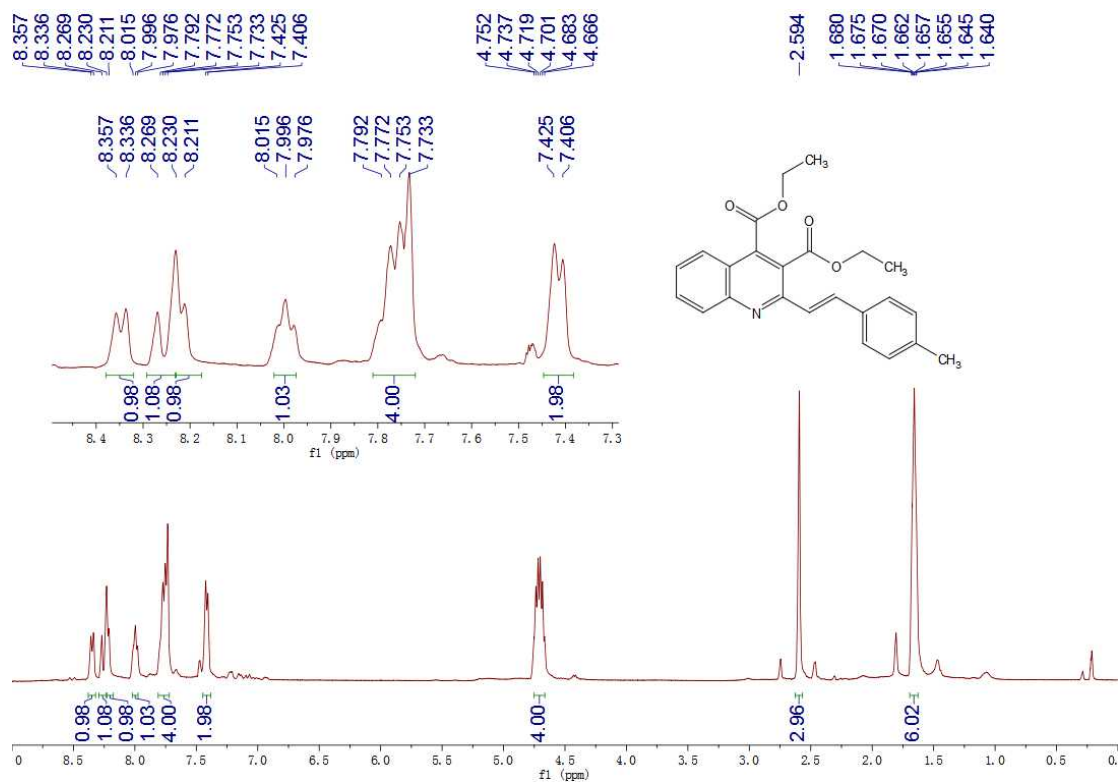 8.357 8.336 8.269 8.230 8.211 8.015 7.996 7.976 7.792 7.772 7.753 7.733 7.425 7.406
4.752 4.737 4.719 4.701 4.683 4.666
2.594
1.680 1.675 1.670 1.662 1.657 1.655 1.645 1.640
8.357 8.336 8.269 8.230 8.211
8.015 7.996 7.976
7.792 7.772 7.753 7.733
7.425 7.406
0.98 1.08 0.98 1.03 4.00 1.98
8.4 8.3 8.2 8.1 8.0 7.9 7.8 7.7 7.6 7.5 7.4 7.3
f1 (ppm)
CH3
O
O
O
O
CH3
N
CH3
0.98 1.08 0.98 1.03 4.00 1.98 4.00 2.96 6.02
0 8.5 8.0 7.5 7.0 6.5 6.0 5.5 5.0 4.5 4.0 3.5 3.0 2.5 2.0 1.5 1.0 0.5 0.
f1 (ppm)